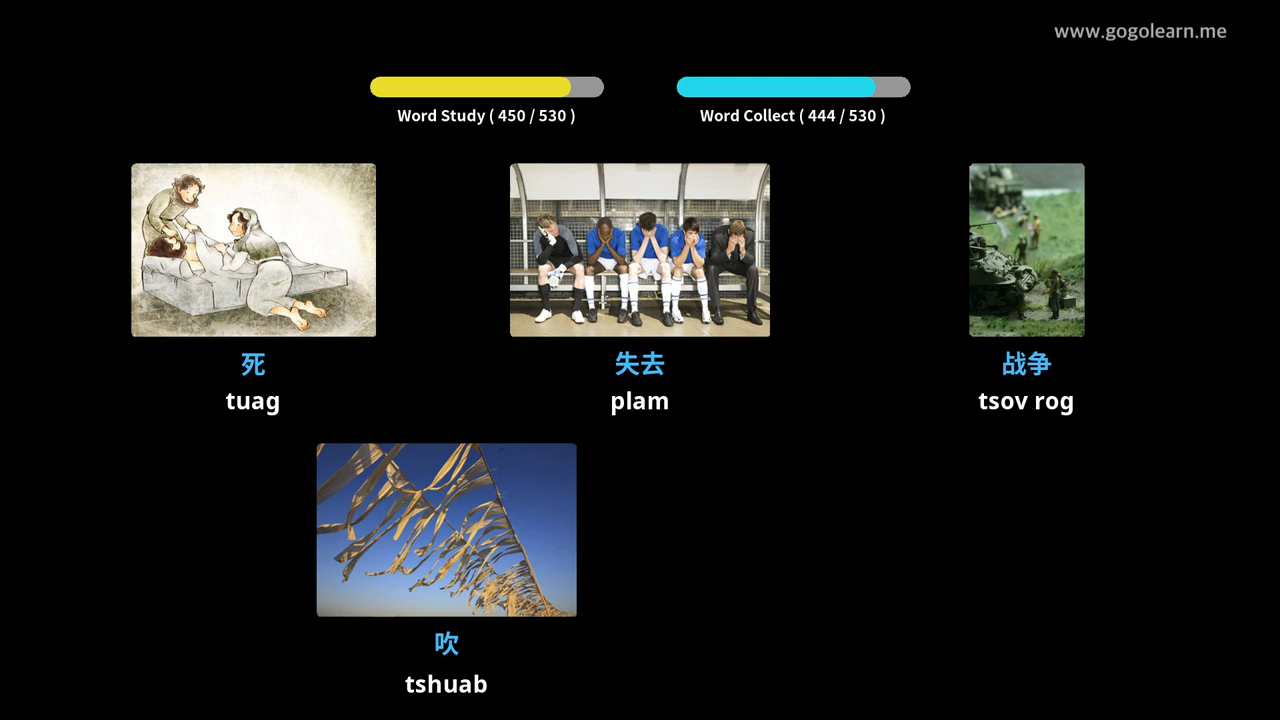 www.gogolearn.me
Word Study ( 450 / 530 )
Word Collect ( 444 / 530 )
死
tuag
失去
plam
战争
tsov rog
吹
tshuab